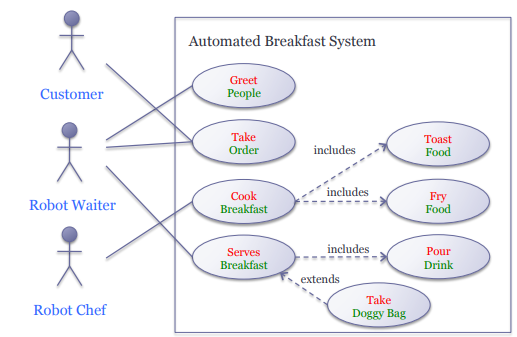 Automated Breakfast System
Customer
Robot Waiter
Robot Chef
Greet
People
Take
Order
Cook
Breakfast
Serves
Breakfast
includes
includes
includes
extends
Toast
Food
Fry
Food
Pour
Drink
Take
Doggy Bag